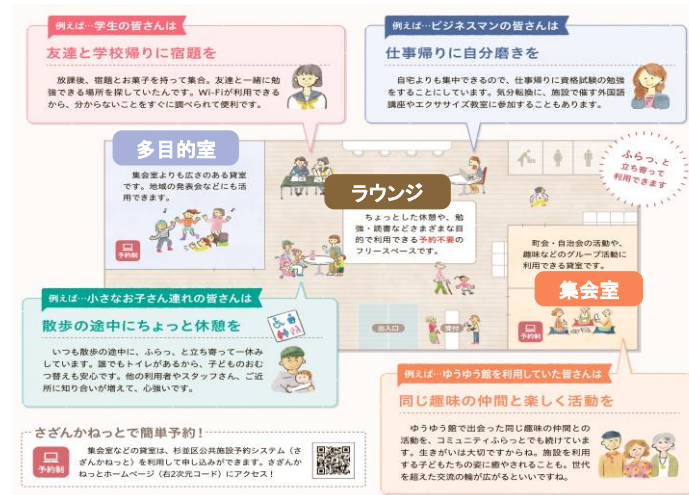 例えば…学生の皆さんは
友達と学校帰りに宿題を
放課後、宿題とお菓子を持って集合。友達と一緒に勉
強できる場所を探していたんです。Wi-Fiが利用できる
から、分からないことをすぐに調べられて便利です。
例えば…ビジネスマンの皆さんは
仕事帰りに自分磨きを
自宅よりも集中できるので、仕事帰りに資格試験の勉強
をすることにしています。気分転換に、施設で催す外国語
講座やエクササイズ教室に参加することもあります。
多目的室
集会室よりも広さのある貸室
です。地域の発表会などにも活
用できます。
予約制
ラウンジ
ちょっとした休憩や、勉
強・読書などさまざまな目
的で利用できる予約不要の
フリースペースです。
ふらっ、と
立ち寄って
利用できます
町会・自治会の活動や、
趣味などのグループ活動に
利用できる貸室です。
集会室
予約制
出入口
受付
例えば…小さなお子さん連れの皆さんは
散歩の途中にちょっと休憩を
いつも散歩の途中に、ふらっ、と立ち寄って一休み
しています。誰でもトイレがあるから、子どものおむ
つ替えも安心です。他の利用者やスタッフさん、ご近
所に知り合いが増えて、心強いです。
例えば…ゆうゆう館を利用していた皆さんは
同じ趣味の仲間と楽しく活動を
ゆうゆう館で出会った同じ趣味の仲間との
活動を、コミュニティふらっとでも続けていま
す。生きがいは大切ですからね。施設を利用
する子どもたちの姿に癒やされることも。世代
を超えた交流の輪が広がるといいですね。
さざんかねっとで簡単予約！
予約制
集会室などの貸室は、杉並区公共施設予約システム（さ
ざんかねっと）を利用して申し込みができます。さざんか
ねっとホームページ（右2次元コード）にアクセス！